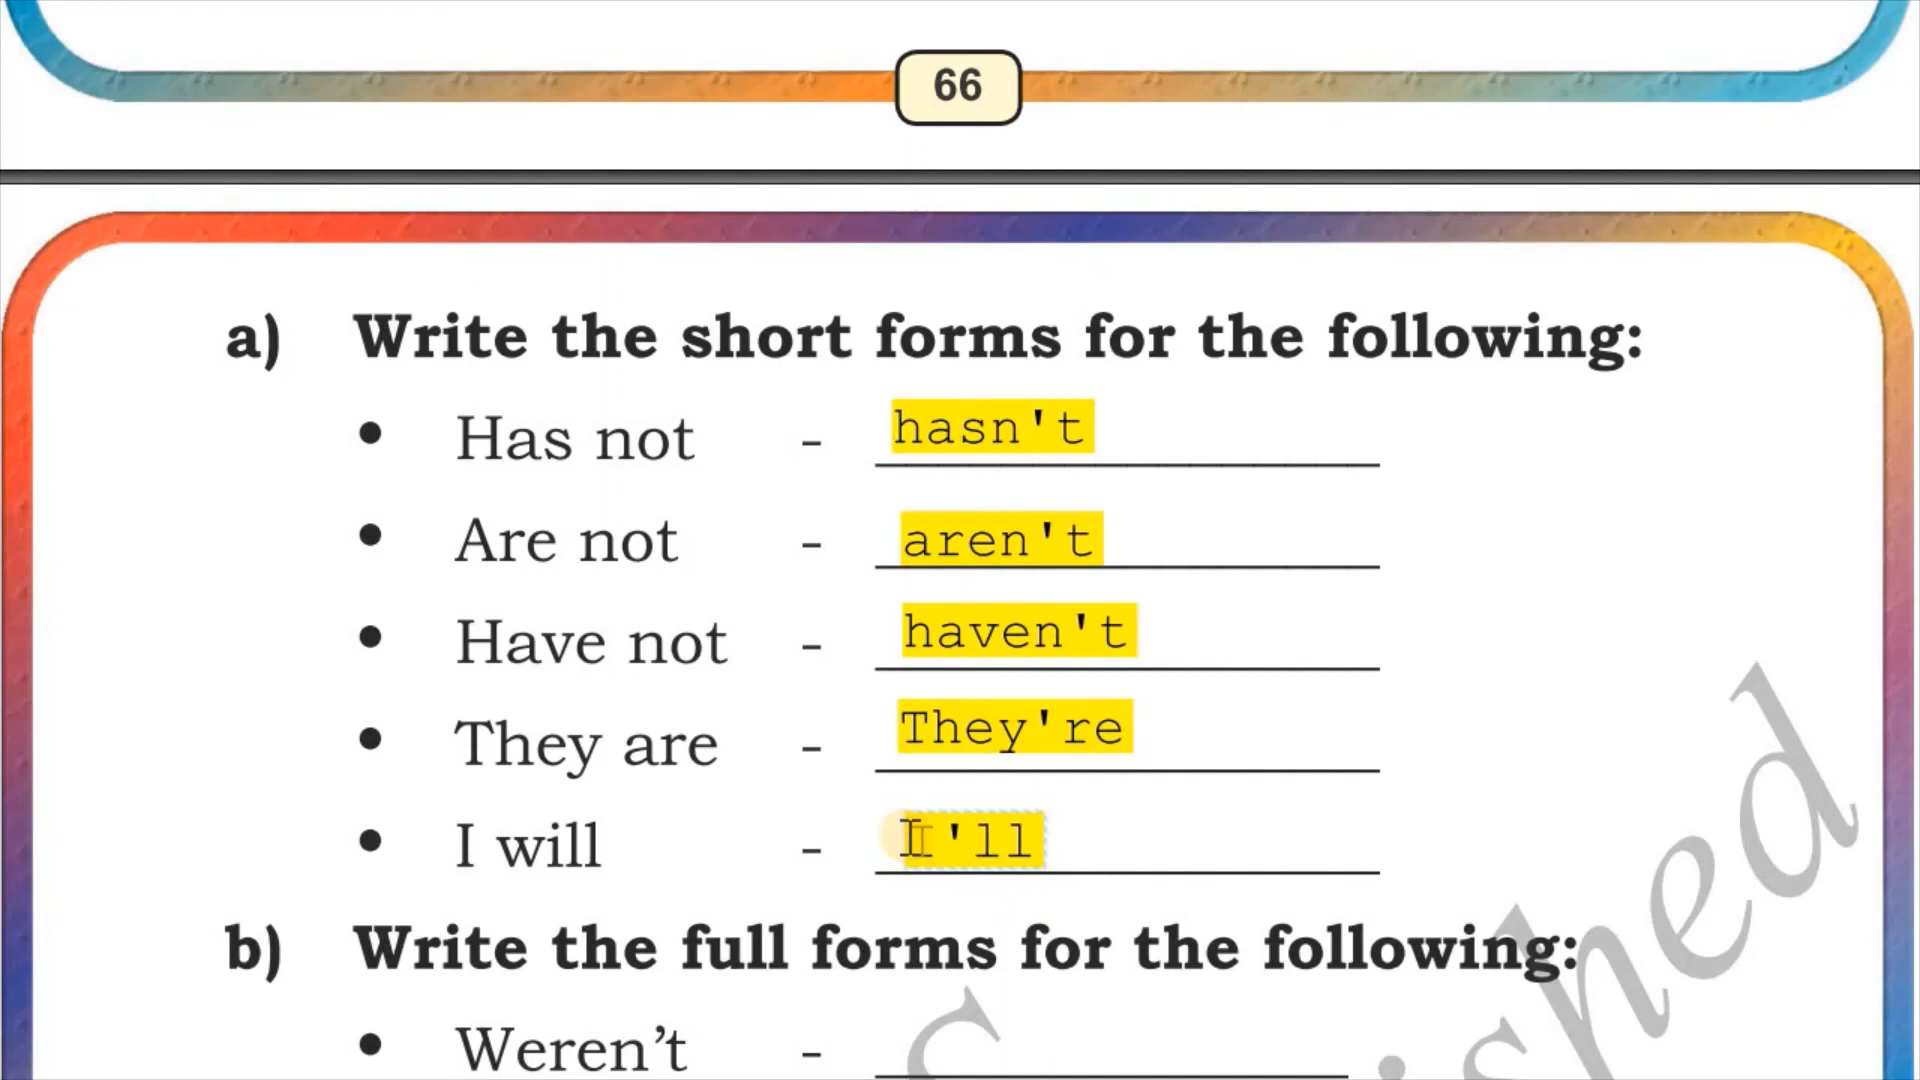 66
a) Write the short forms for the following:
• Has not - hasn't
• Are not - aren't
• Have not - haven't
• They are - They're
• I will - I'll
b) Write the full forms for the following:
• Weren’t -